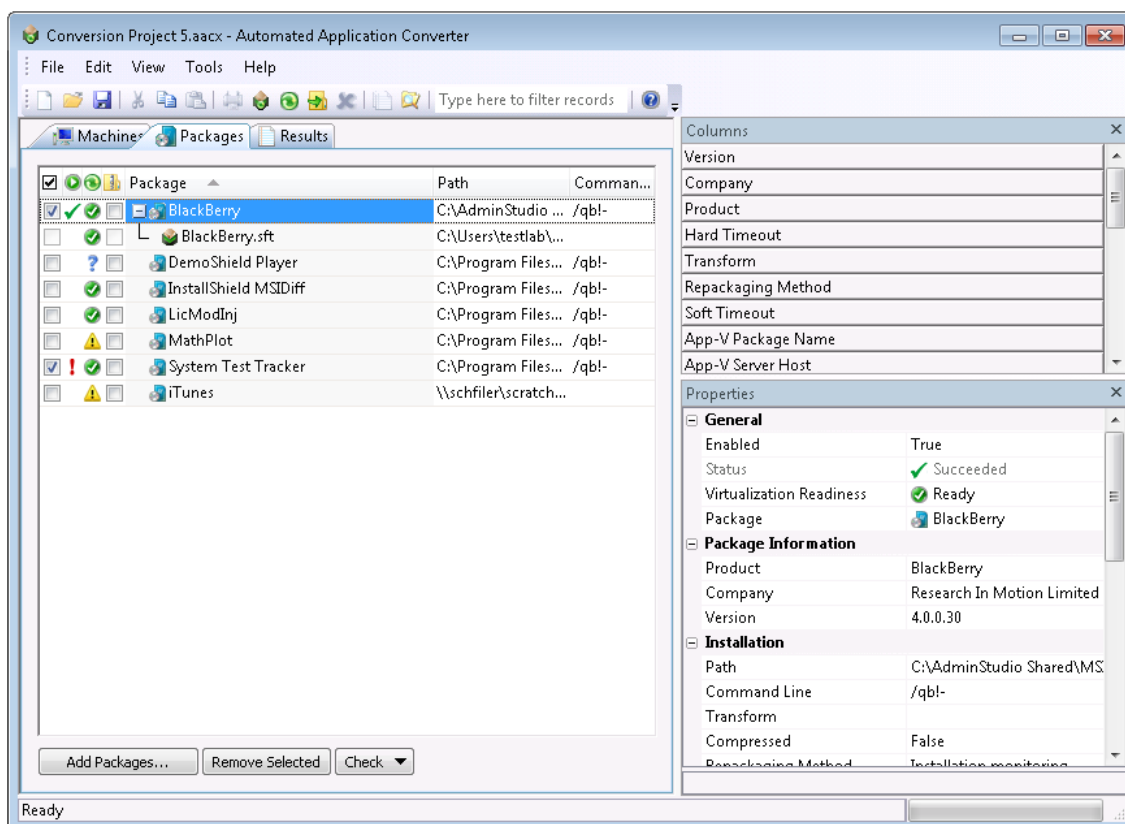 Conversion Project 5.aacx - Automated Application Converter
File Edit View Tools Help
Type here to filter records
Machines Packages Results
Package Path Comman...
BlackBerry C:\AdminStudio ... /qb!-
BlackBerry.sft C:\Users\testlab\...
DemoShield Player C:\Program Files... /qb!-
InstallShield MSIDiff C:\Program Files... /qb!-
LicModInj C:\Program Files... /qb!-
MathPlot C:\Program Files... /qb!-
System Test Tracker C:\Program Files... /qb!-
iTunes \\schfiler\scratch...
Add Packages... Remove Selected Check
Columns
Version
Company
Product
Hard Timeout
Transform
Repackaging Method
Soft Timeout
App-V Package Name
App-V Server Host
Properties
General
Enabled True
Status Succeeded
Virtualization Readiness Ready
Package BlackBerry
Package Information
Product BlackBerry
Company Research In Motion Limited
Version 4.0.0.30
Installation
Path C:\AdminStudio Shared\MS
Command Line /qb!-
Transform
Compressed False
Repackaging Method Installation monitoring
Ready